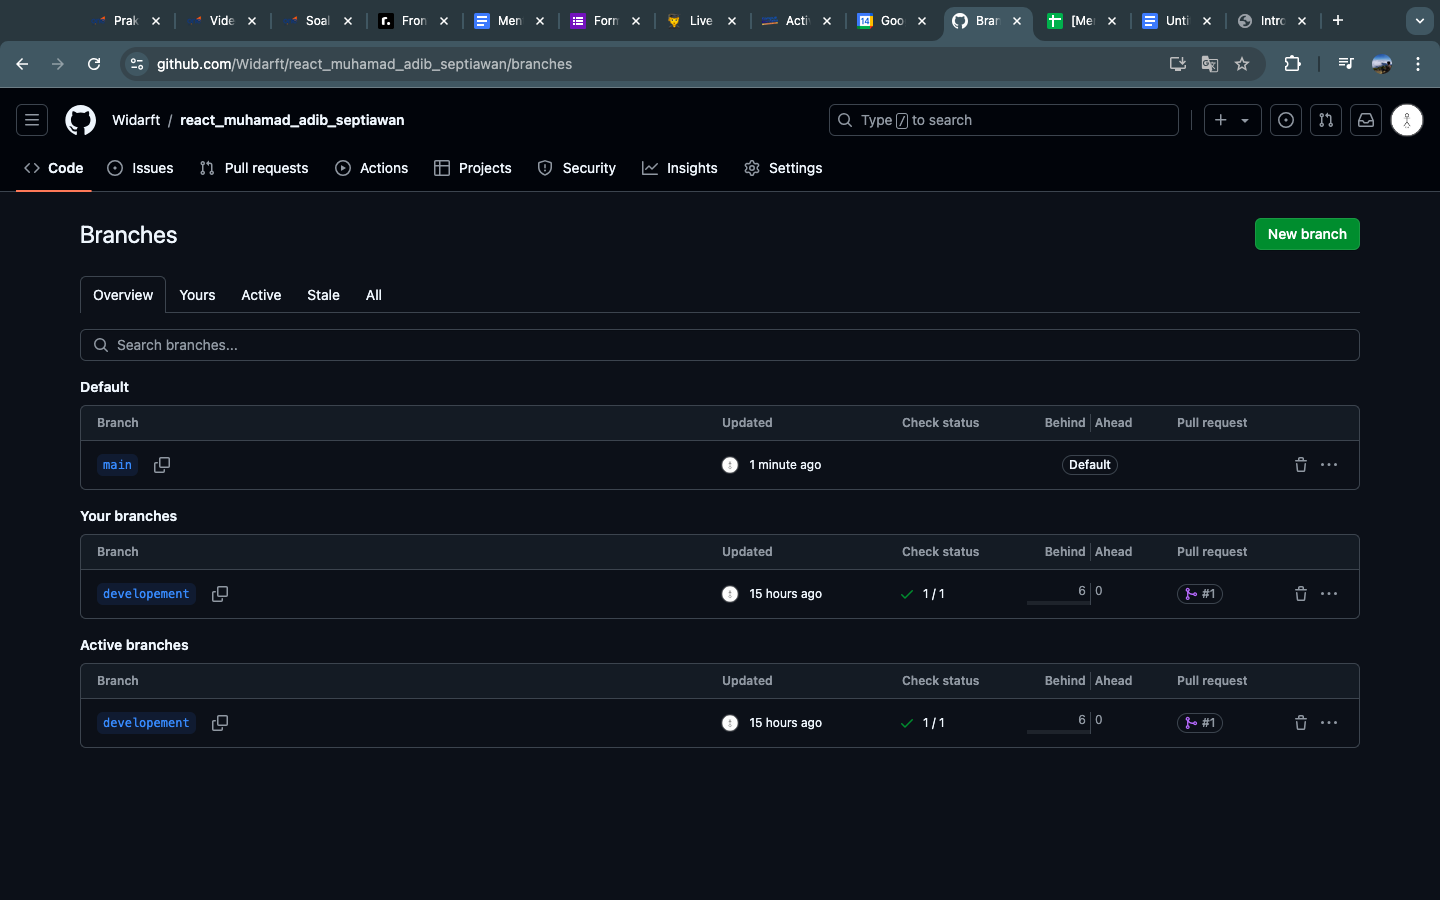 Prak Vide Soal Fron Men Form Live Activ Goo Bran [Mer Unti Intro
github.com/Widarft/react_muhamad_adib_septiawan/branches
Widarft / react_muhamad_adib_septiawan Type / to search
Code Issues Pull requests Actions Projects Security Insights Settings
Branches New branch
Overview Yours Active Stale All
Search branches...
Default
Branch Updated Check status Behind Ahead Pull request
main 1 minute ago Default
Your branches
Branch Updated Check status Behind Ahead Pull request
developement 15 hours ago 1 / 1 6 0 #1
Active branches
Branch Updated Check status Behind Ahead Pull request
developement 15 hours ago 1 / 1 6 0 #1